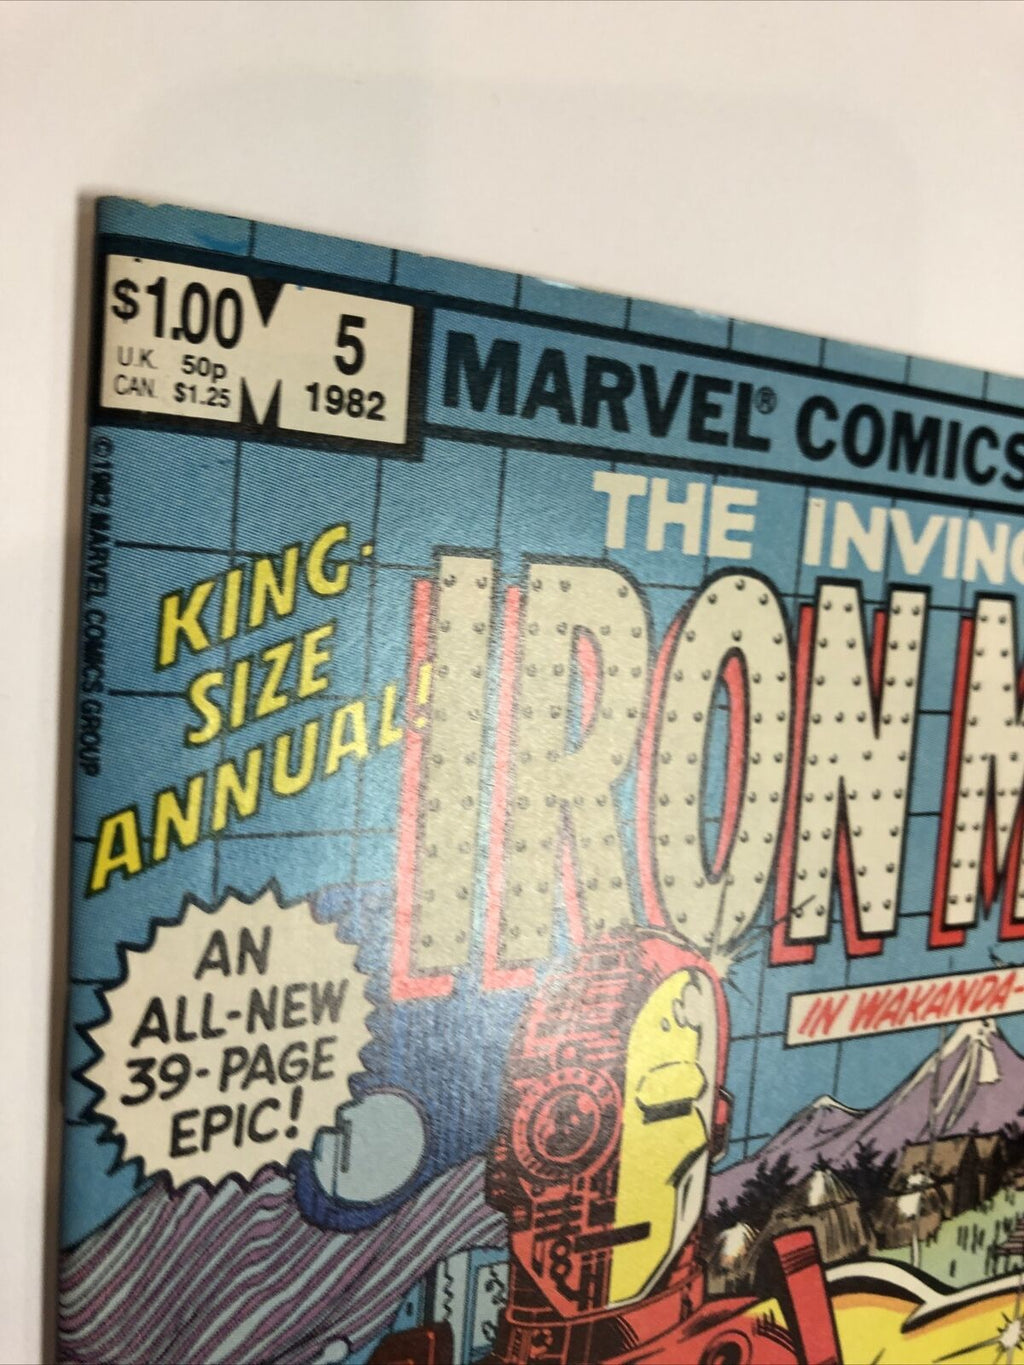 $1.00
U.K. 50p
CAN. $1.25
5
1982
MARVEL® COMICS
©1982 MARVEL COMICS GROUP
THE INVINC
IRON M
KING-
SIZE
ANNUAL!
IN WAKANDA-
AN
ALL-NEW
39-PAGE
EPIC!